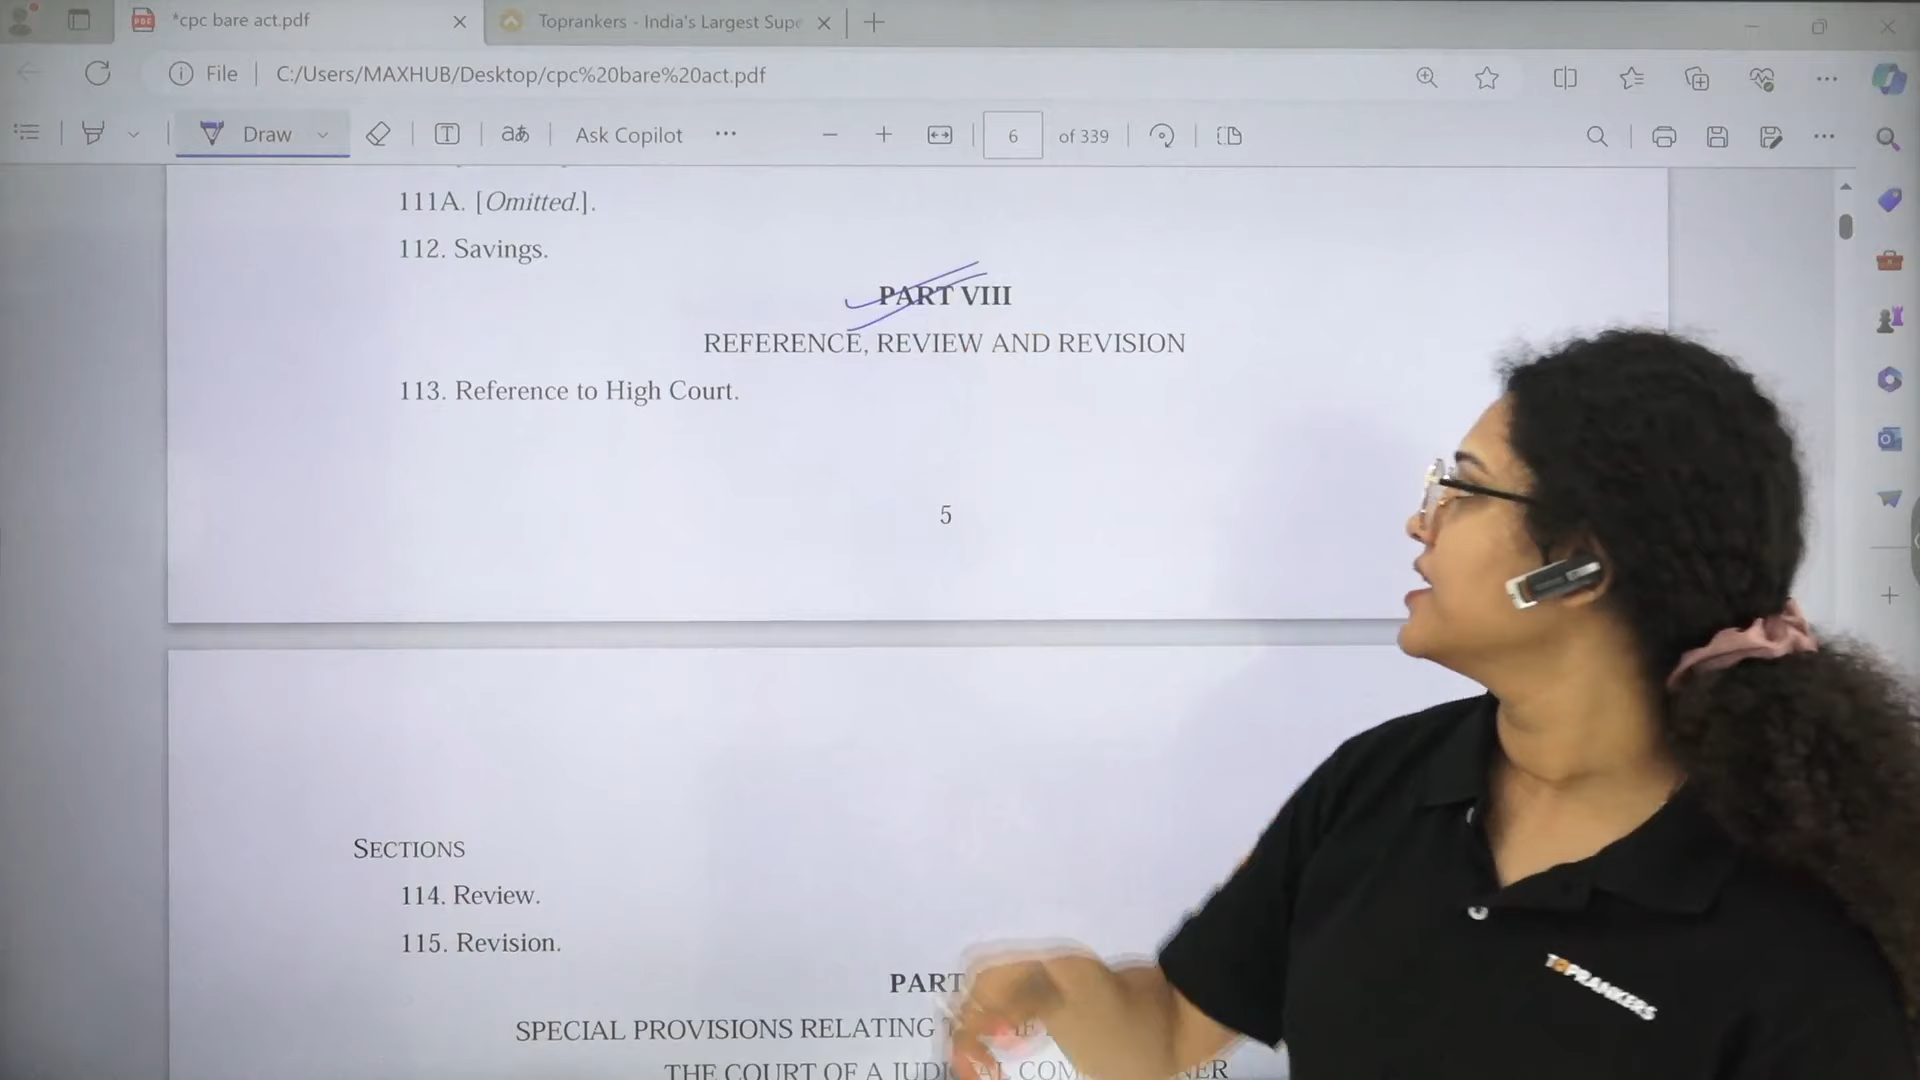 *cpc bare act.pdf
Toprankers - India's Largest Supe
File
C:/Users/MAXHUB/Desktop/cpc%20bare%20act.pdf
Draw
T
aあ
Ask Copilot
6
of 339
111A. [Omitted.].
112. Savings.
PART VIII
REFERENCE, REVIEW AND REVISION
113. Reference to High Court.
5
SECTIONS
114. Review.
115. Revision.
PART
SPECIAL PROVISIONS RELATING
THE COURT OF A
TOPRANKERS